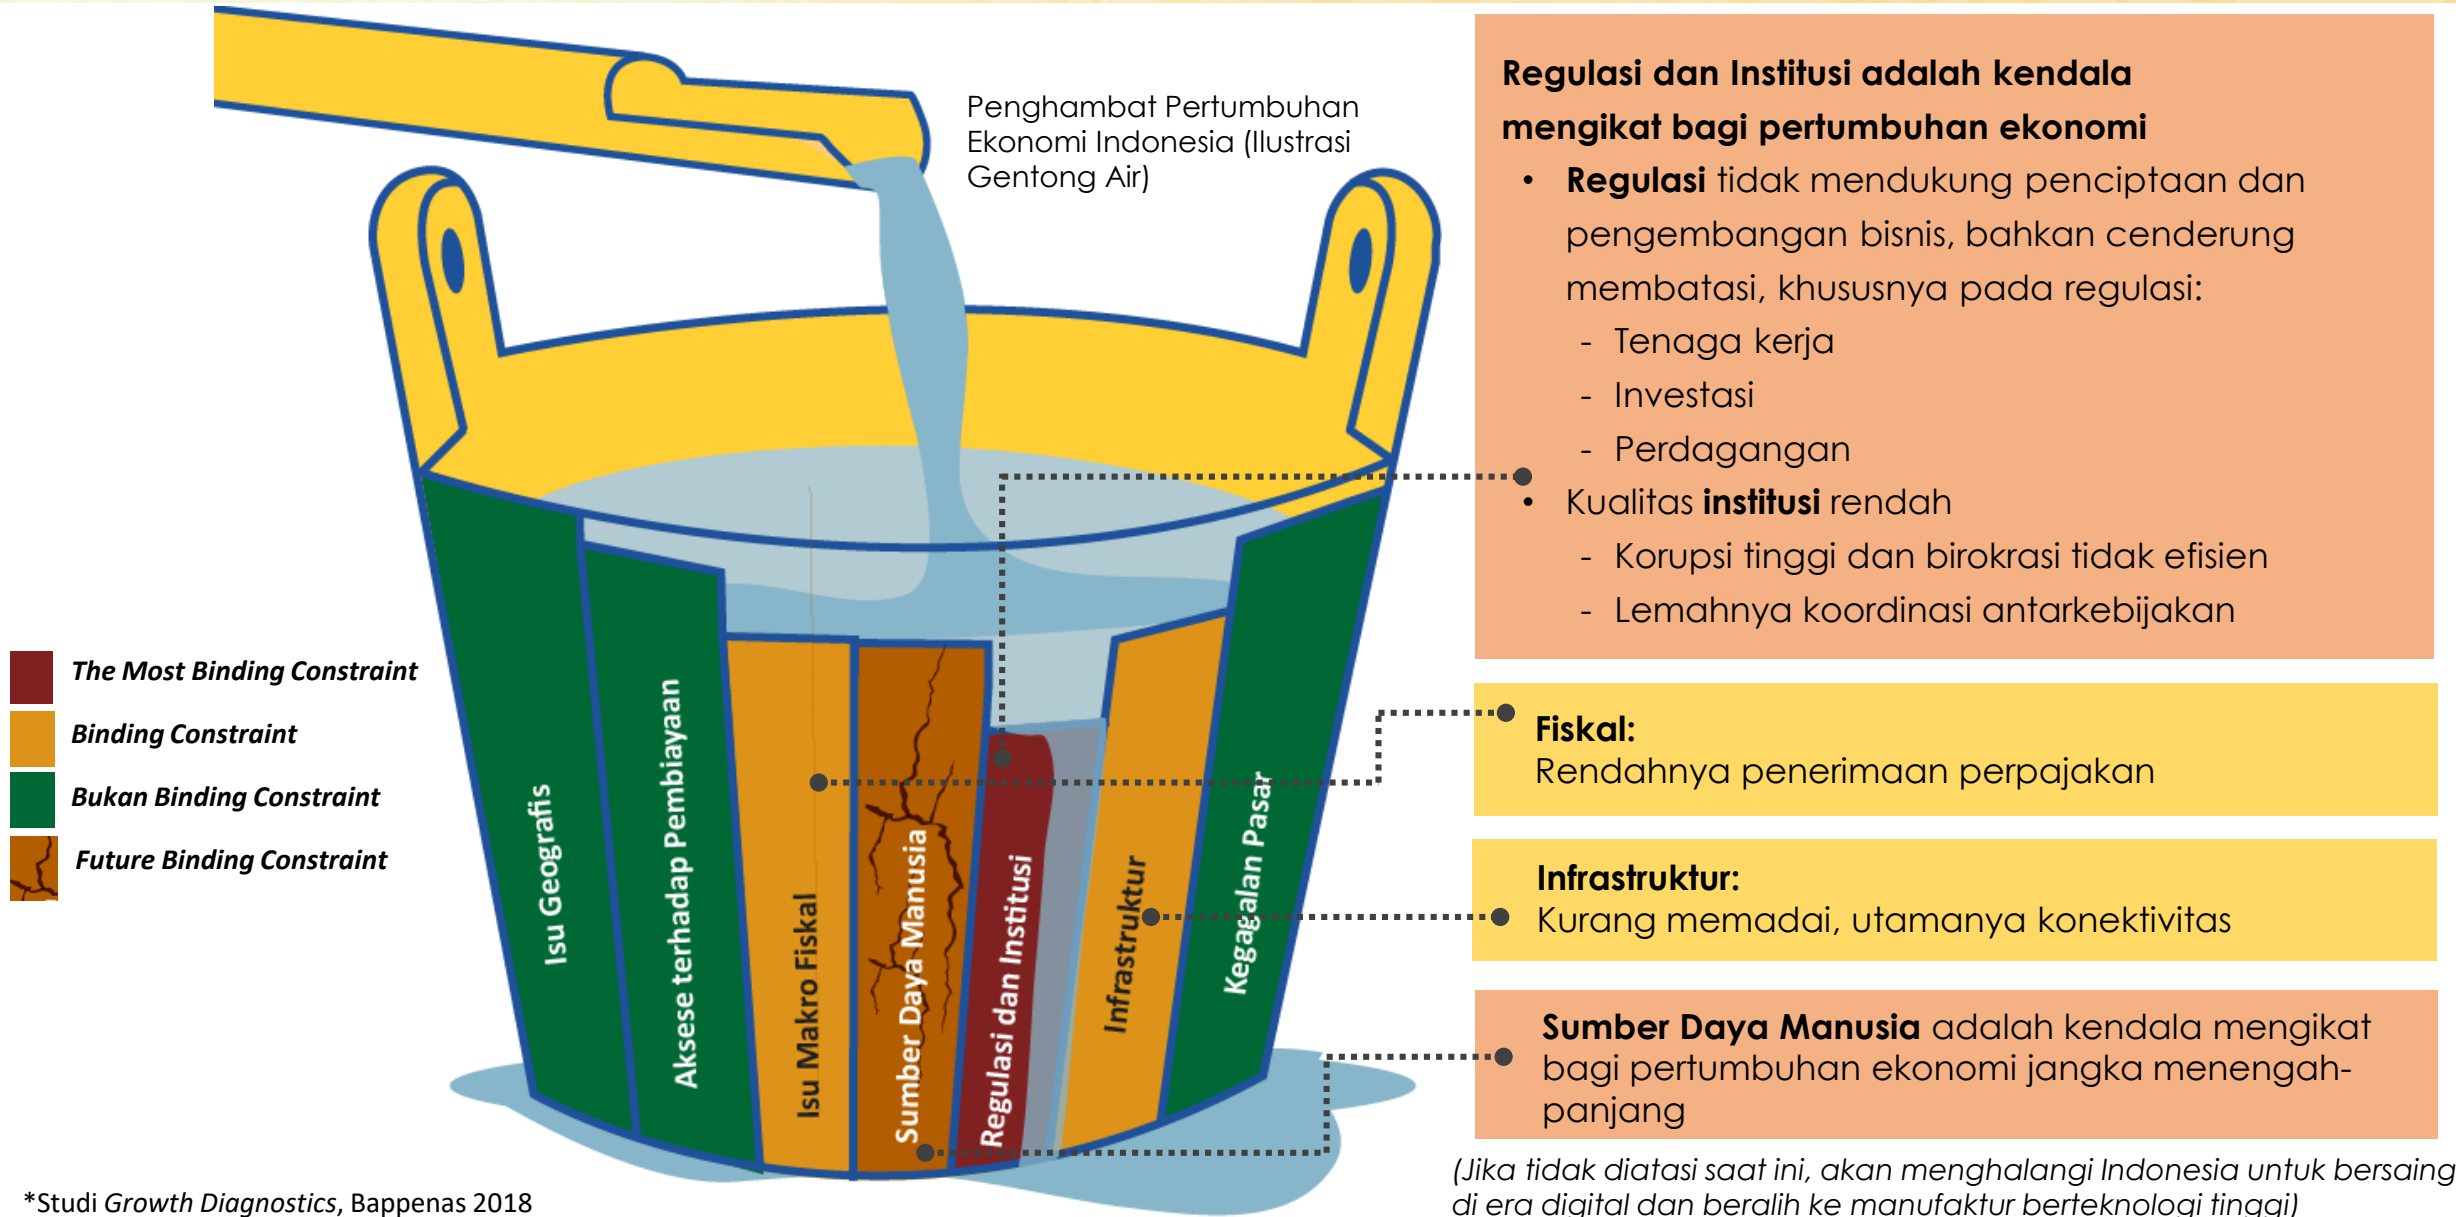 Penghambat Pertumbuhan
Ekonomi Indonesia (Ilustrasi
Gentong Air)
The Most Binding Constraint
Binding Constraint
Bukan Binding Constraint
Future Binding Constraint
Isu Geografis
Aksese terhadap Pembiayaan
Isu Makro Fiskal
Sumber Daya Manusia
Regulasi dan Institusi
Infrastruktur
Kegagalan Pasar
Regulasi dan Institusi adalah kendala
mengikat bagi pertumbuhan ekonomi
• Regulasi tidak mendukung penciptaan dan
pengembangan bisnis, bahkan cenderung
membatasi, khususnya pada regulasi:
- Tenaga kerja
- Investasi
- Perdagangan
• Kualitas institusi rendah
- Korupsi tinggi dan birokrasi tidak efisien
- Lemahnya koordinasi antarkebijakan
Fiskal:
Rendahnya penerimaan perpajakan
Infrastruktur:
Kurang memadai, utamanya konektivitas
Sumber Daya Manusia adalah kendala mengikat
bagi pertumbuhan ekonomi jangka menengah-
panjang
(Jika tidak diatasi saat ini, akan menghalangi Indonesia untuk bersaing
di era digital dan beralih ke manufaktur berteknologi tinggi)
*Studi Growth Diagnostics, Bappenas 2018